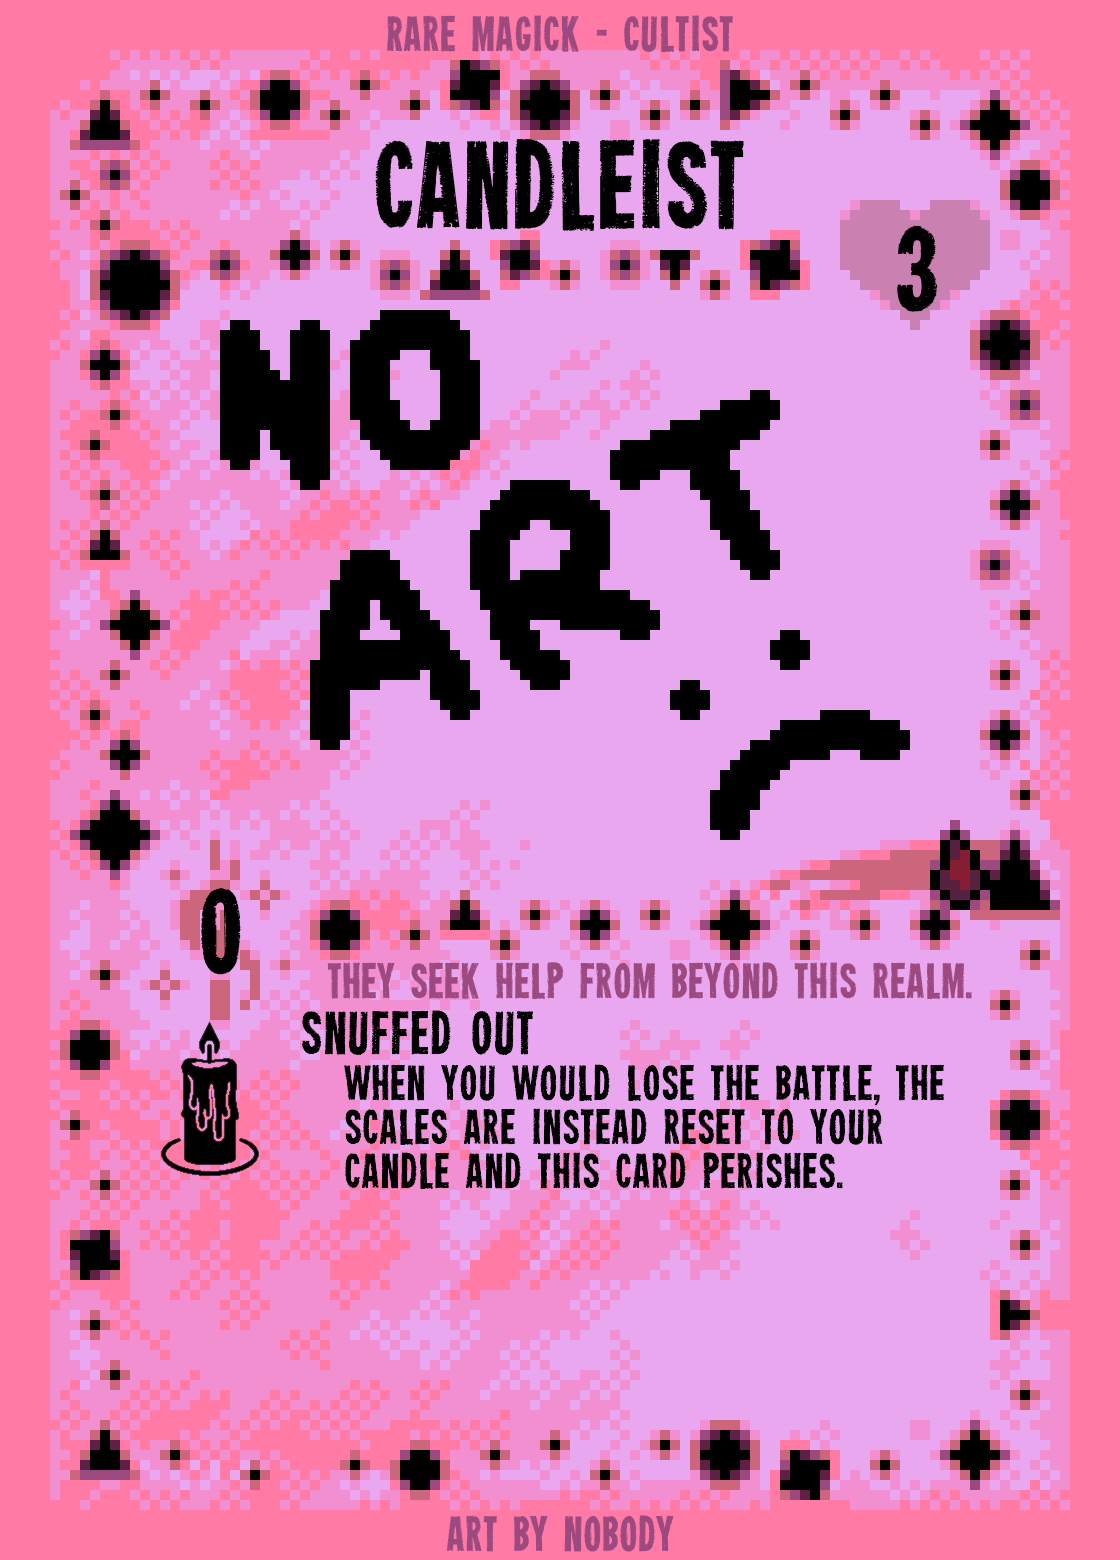 RARE MAGICK - CULTIST
CANDLEIST
3
NO
ART
:(
0
THEY SEEK HELP FROM BEYOND THIS REALM.
SNUFFED OUT
WHEN YOU WOULD LOSE THE BATTLE, THE
SCALES ARE INSTEAD RESET TO YOUR
CANDLE AND THIS CARD PERISHES.
ART BY NOBODY